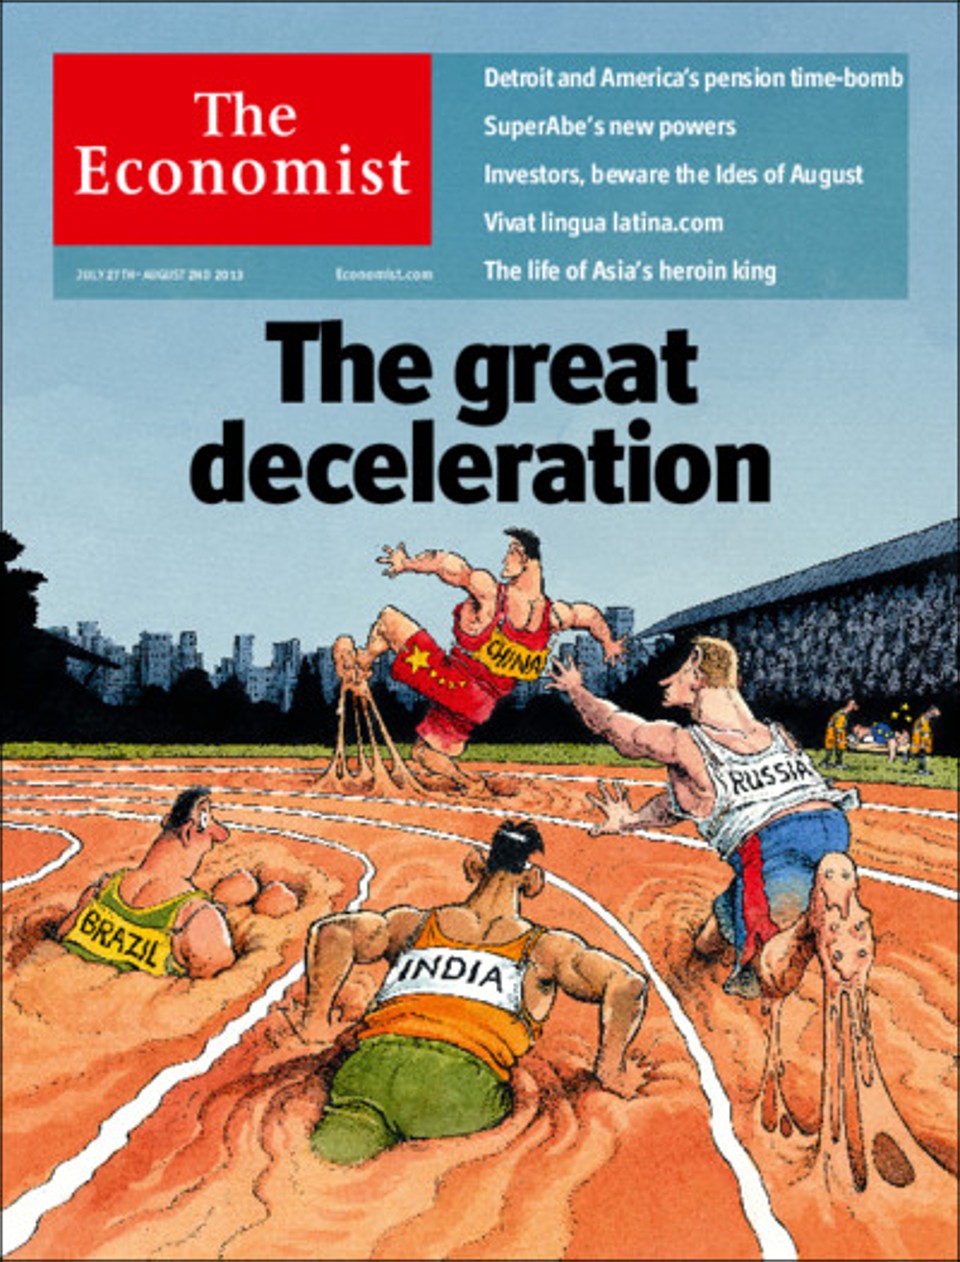 The
Economist
JULY 27TH-AUGUST 2ND 2013
Economist.com
Detroit and America's pension time-bomb
SuperAbe's new powers
Investors, beware the Ides of August
Vivat lingua latina.com
The life of Asia's heroin king
The great
deceleration
CHINA
RUSSIA
BRAZIL
INDIA